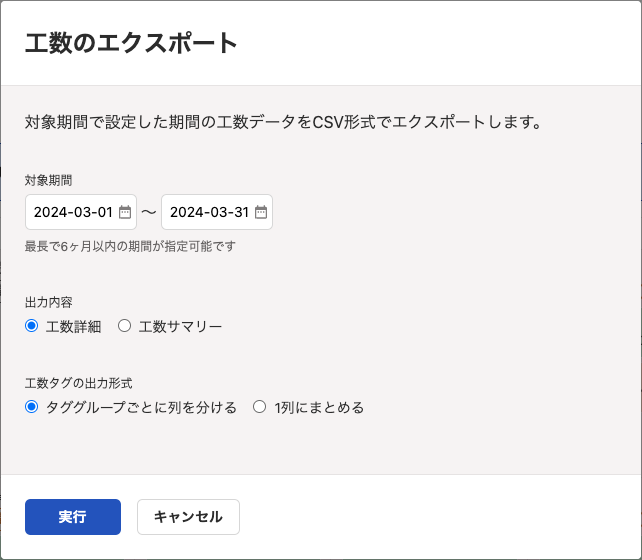 工数のエクスポート
対象期間で設定した期間の工数データをCSV形式でエクスポートします。
対象期間
2024-03-01 〜 2024-03-31
最長で6ヶ月以内の期間が指定可能です
出力内容
工数詳細 工数サマリー
工数タグの出力形式
タググループごとに列を分ける 1列にまとめる
実行 キャンセル